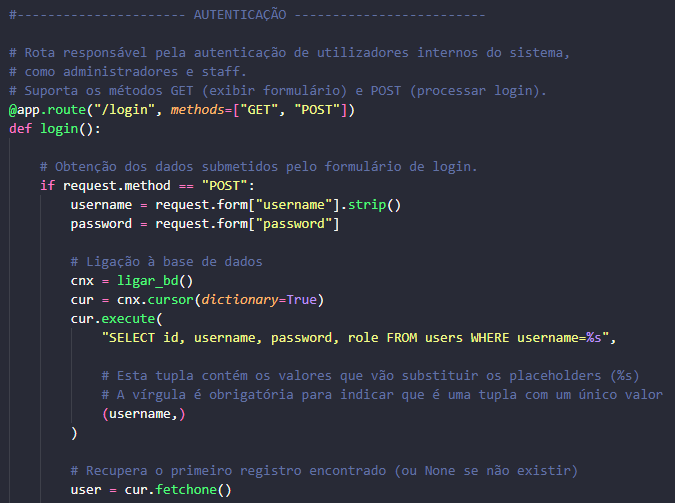 #---------------------- AUTENTICAÇÃO -------------------------
# Rota responsável pela autenticação de utilizadores internos do sistema,
# como administradores e staff.
# Suporta os métodos GET (exibir formulário) e POST (processar login).
@app.route("/login", methods=["GET", "POST"])
def login():
    # Obtenção dos dados submetidos pelo formulário de login.
    if request.method == "POST":
        username = request.form["username"].strip()
        password = request.form["password"]
        # Ligação à base de dados
        cnx = ligar_bd()
        cur = cnx.cursor(dictionary=True)
        cur.execute(
            "SELECT id, username, password, role FROM users WHERE username=%s",
            # Esta tupla contém os valores que vão substituir os placeholders (%s)
            # A vírgula é obrigatória para indicar que é uma tupla com um único valor
            (username,)
        )
        # Recupera o primeiro registro encontrado (ou None se não existir)
        user = cur.fetchone()